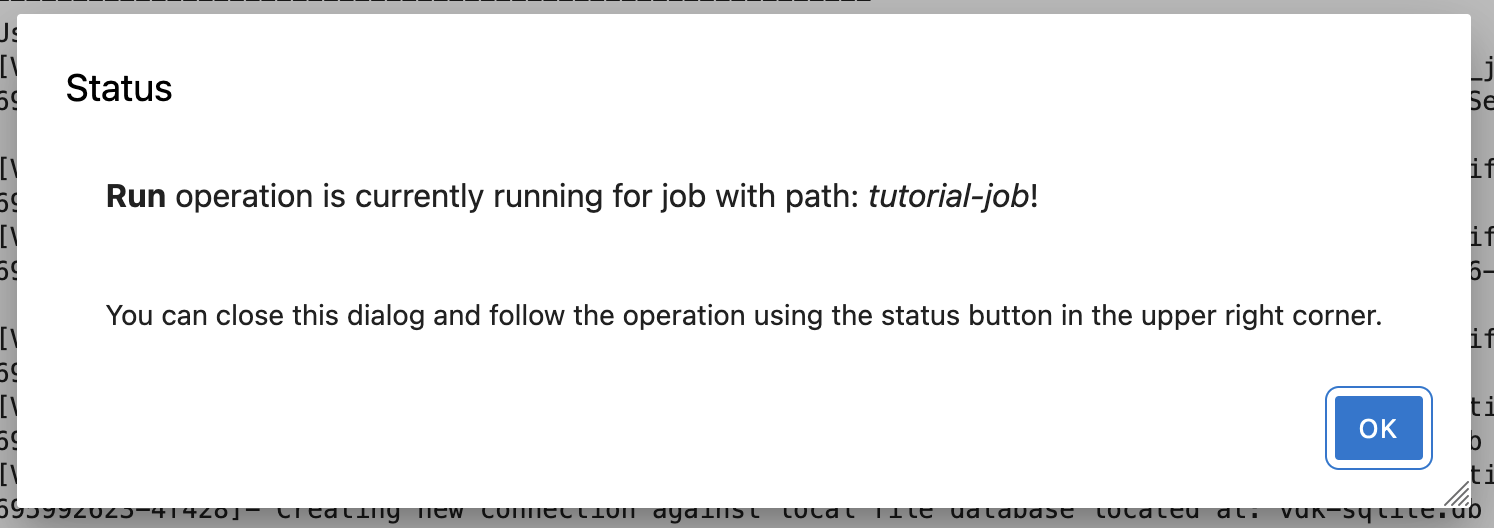 Status
Run operation is currently running for job with path: tutorial-job!
You can close this dialog and follow the operation using the status button in the upper right corner.
OK
Creating new connection against local file database located at: vdk-sqlite.db